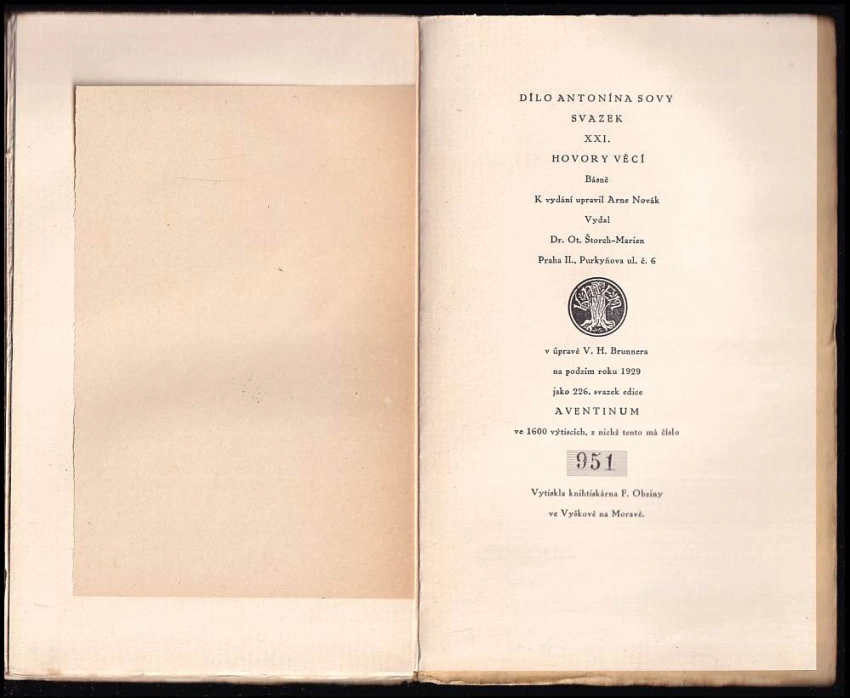 DÍLO ANTONÍNA SOVY
SVAZEK
XXI.
HOVORY VĚCÍ
Básně
K vydání upravil Arne Novák
Vydal
Dr. Ot. Štorch-Marien
Praha II., Purkyňova ul. č. 6
v úpravě V. H. Brunnera
na podzim roku 1929
jako 226. svazek edice
AVENTINUM
ve 1600 výtiscích, z nichž tento má číslo
951
Vytiskla knihtiskárna F. Obziny
ve Vyškově na Moravě.